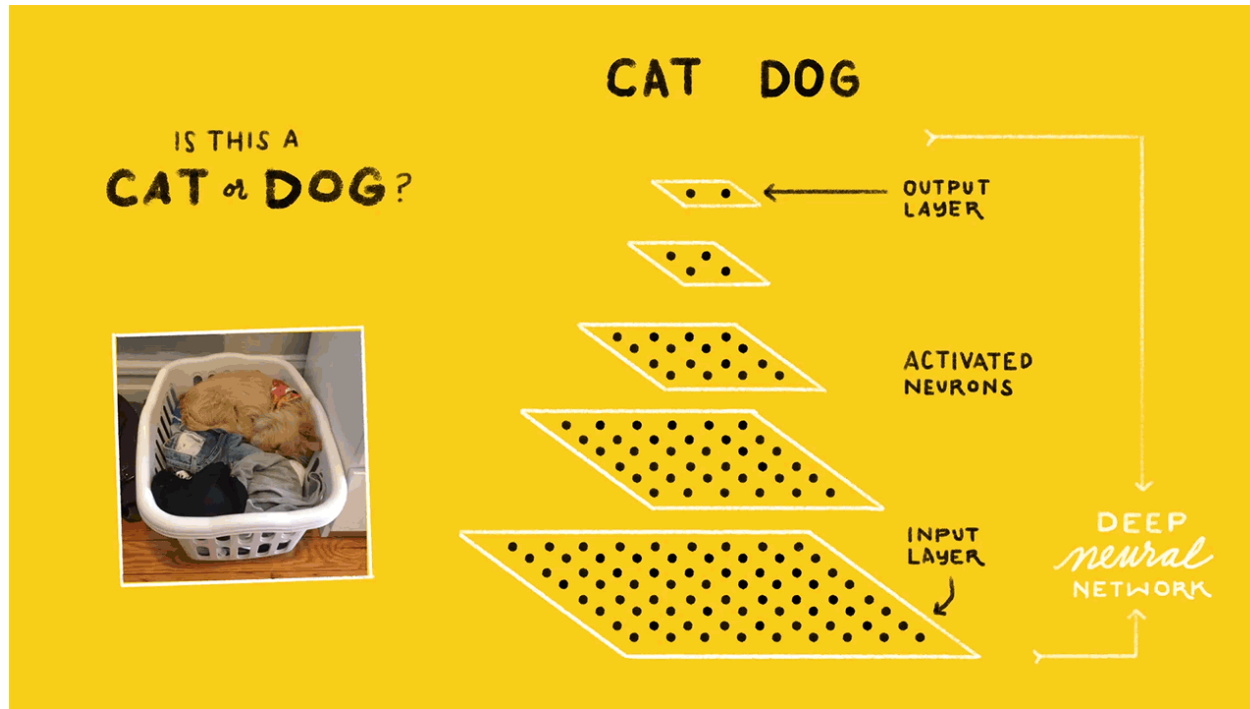 IS THIS A
CAT or DOG?
CAT DOG
OUTPUT
LAYER
ACTIVATED
NEURONS
INPUT
LAYER
DEEP
neural
NETWORK